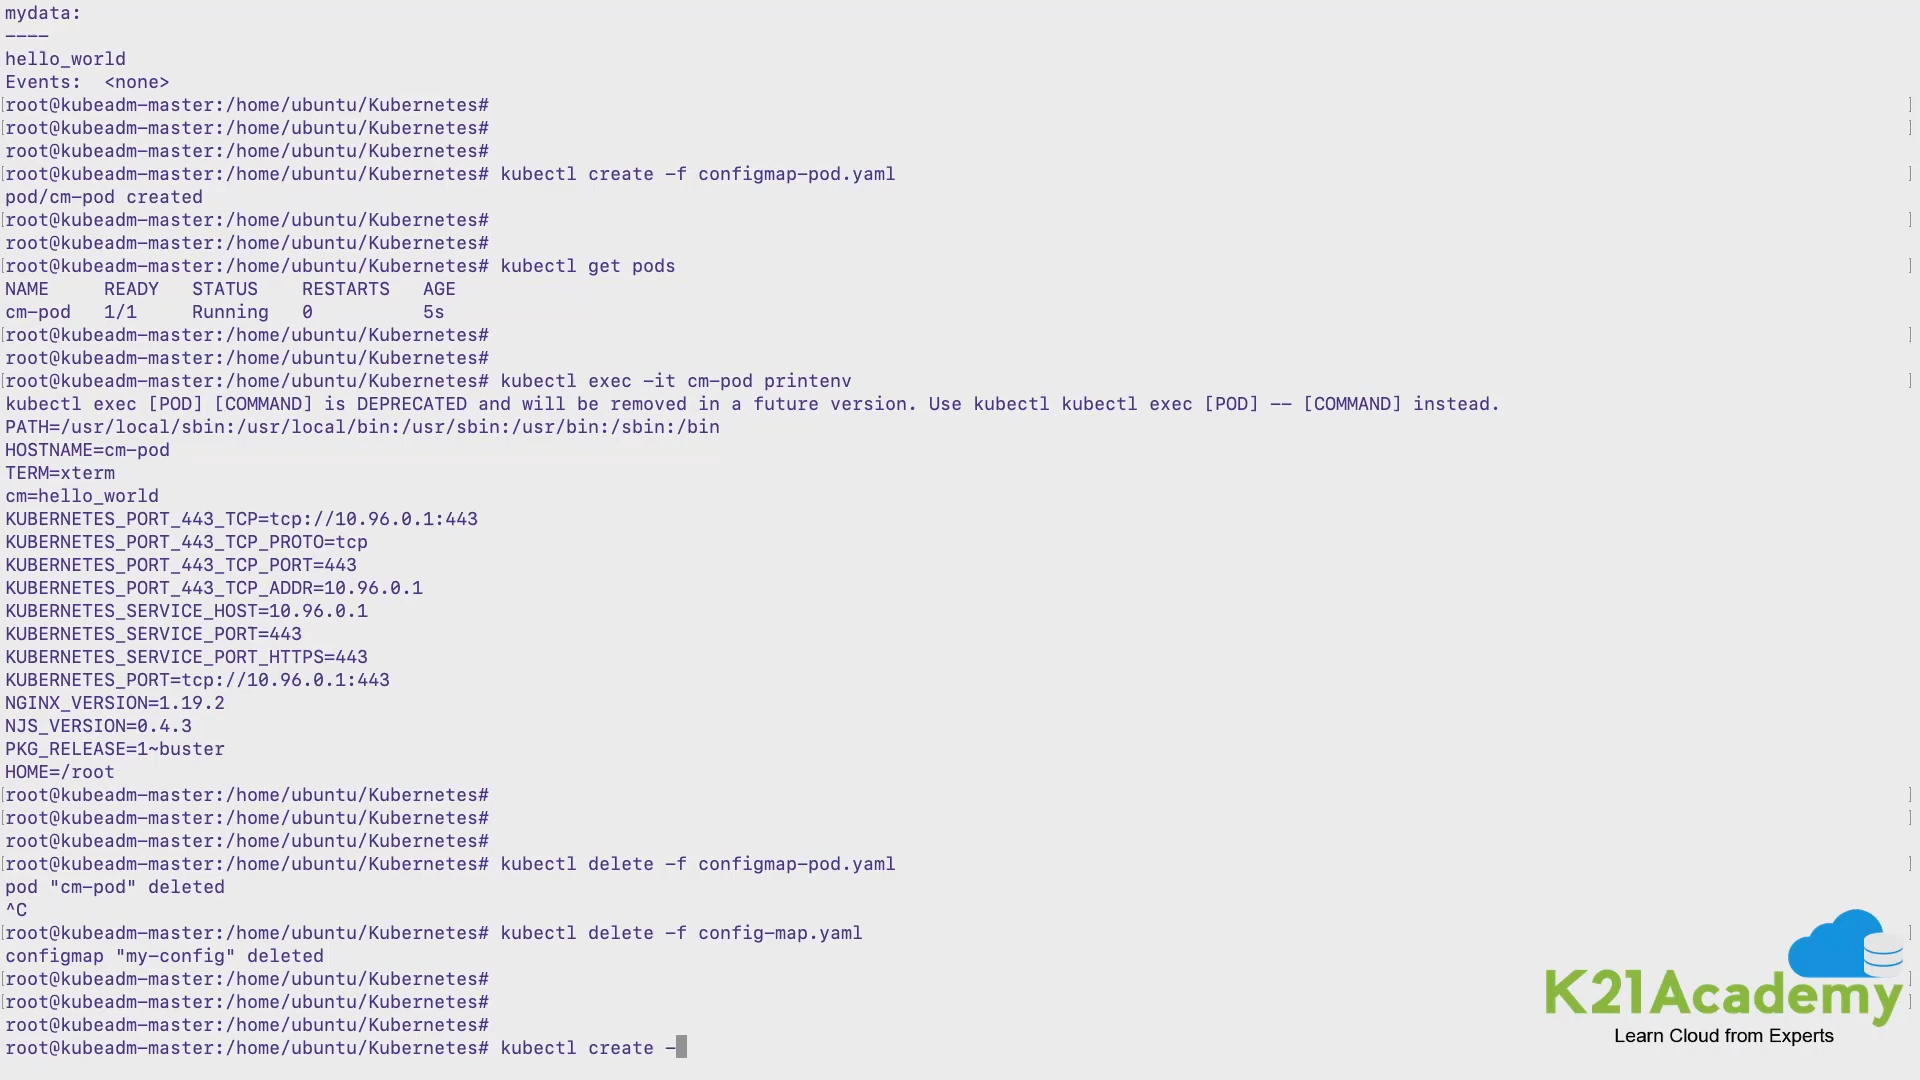 mydata:
----
hello_world
Events:  <none>
[root@kubeadm-master:/home/ubuntu/Kubernetes# ]
[root@kubeadm-master:/home/ubuntu/Kubernetes# ]
root@kubeadm-master:/home/ubuntu/Kubernetes#
[root@kubeadm-master:/home/ubuntu/Kubernetes# kubectl create -f configmap-pod.yaml ]
pod/cm-pod created
[root@kubeadm-master:/home/ubuntu/Kubernetes# ]
root@kubeadm-master:/home/ubuntu/Kubernetes#
[root@kubeadm-master:/home/ubuntu/Kubernetes# kubectl get pods ]
NAME     READY   STATUS    RESTARTS   AGE
cm-pod   1/1     Running   0          5s
[root@kubeadm-master:/home/ubuntu/Kubernetes# ]
root@kubeadm-master:/home/ubuntu/Kubernetes#
[root@kubeadm-master:/home/ubuntu/Kubernetes# kubectl exec -it cm-pod printenv ]
kubectl exec [POD] [COMMAND] is DEPRECATED and will be removed in a future version. Use kubectl kubectl exec [POD] -- [COMMAND] instead.
PATH=/usr/local/sbin:/usr/local/bin:/usr/sbin:/usr/bin:/sbin:/bin
HOSTNAME=cm-pod
TERM=xterm
cm=hello_world
KUBERNETES_PORT_443_TCP=tcp://10.96.0.1:443
KUBERNETES_PORT_443_TCP_PROTO=tcp
KUBERNETES_PORT_443_TCP_PORT=443
KUBERNETES_PORT_443_TCP_ADDR=10.96.0.1
KUBERNETES_SERVICE_HOST=10.96.0.1
KUBERNETES_SERVICE_PORT=443
KUBERNETES_SERVICE_PORT_HTTPS=443
KUBERNETES_PORT=tcp://10.96.0.1:443
NGINX_VERSION=1.19.2
NJS_VERSION=0.4.3
PKG_RELEASE=1~buster
HOME=/root
[root@kubeadm-master:/home/ubuntu/Kubernetes# ]
[root@kubeadm-master:/home/ubuntu/Kubernetes# ]
root@kubeadm-master:/home/ubuntu/Kubernetes#
[root@kubeadm-master:/home/ubuntu/Kubernetes# kubectl delete -f configmap-pod.yaml ]
pod "cm-pod" deleted
^C
[root@kubeadm-master:/home/ubuntu/Kubernetes# kubectl delete -f config-map.yaml ]
configmap "my-config" deleted
[root@kubeadm-master:/home/ubuntu/Kubernetes# ]
[root@kubeadm-master:/home/ubuntu/Kubernetes# ]
root@kubeadm-master:/home/ubuntu/Kubernetes#
root@kubeadm-master:/home/ubuntu/Kubernetes# kubectl create -
K21Academy
Learn Cloud from Experts